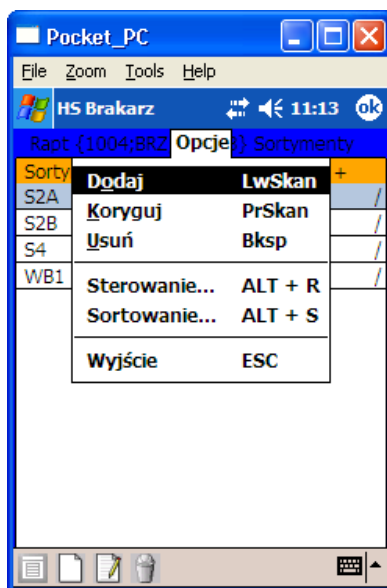 Pocket_PC
File Zoom Tools Help
HS Brakarz 11:13 ok
Rapt {1004;BRZ Opcje } Sortymenty
Sorty +
Dodaj LwSkan
S2A /
Koryguj PrSkan
S2B /
Usuń Bksp
S4 /
WB1 /
Sterowanie... ALT + R
Sortowanie... ALT + S
Wyjście ESC